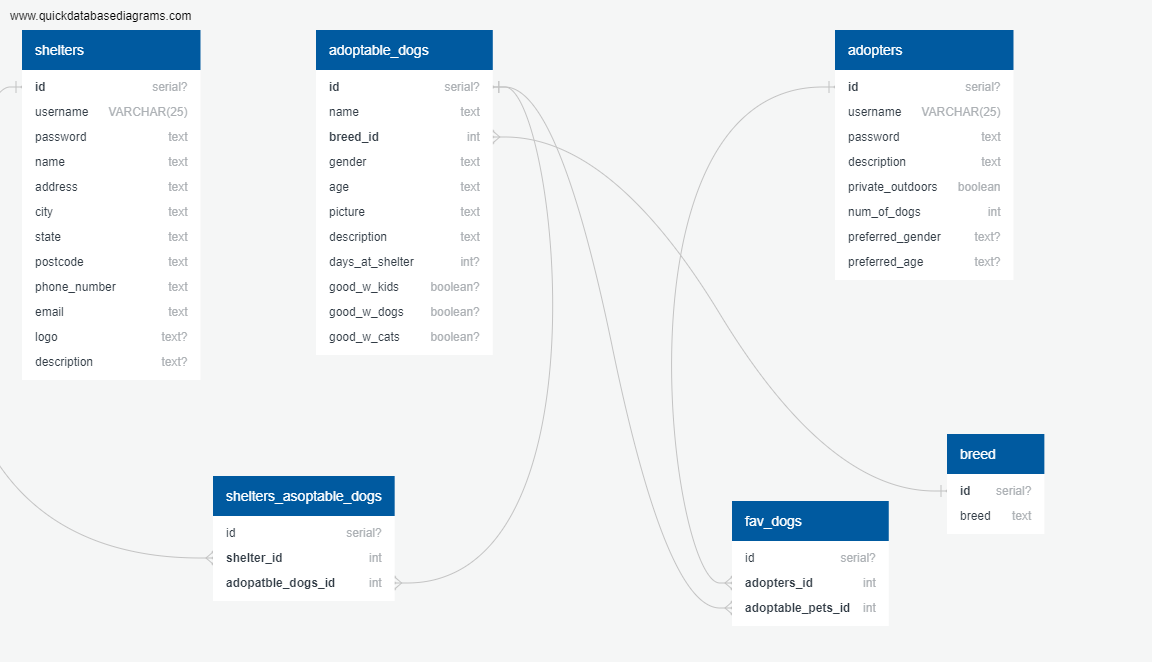 www.quickdatabasediagrams.com
shelters
id serial?
username VARCHAR(25)
password text
name text
address text
city text
state text
postcode text
phone_number text
email text
logo text?
description text?
adoptable_dogs
id serial?
name text
breed_id int
gender text
age text
picture text
description text
days_at_shelter int?
good_w_kids boolean?
good_w_dogs boolean?
good_w_cats boolean?
adopters
id serial?
username VARCHAR(25)
password text
description text
private_outdoors boolean
num_of_dogs int
preferred_gender text?
preferred_age text?
breed
id serial?
breed text
shelters_asoptable_dogs
id serial?
shelter_id int
adopatble_dogs_id int
fav_dogs
id serial?
adopters_id int
adoptable_pets_id int